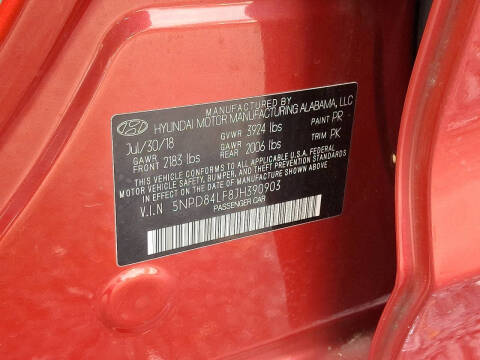 MANUFACTURED BY
HYUNDAI MOTOR MANUFACTURING ALABAMA, LLC
Jul/30/18 GVWR 3924 lbs PAINT PR
GAWR FRONT 2183 lbs GAWR REAR 2006 lbs TRIM PK
THIS VEHICLE CONFORMS TO ALL APPLICABLE U.S.A. FEDERAL
MOTOR VEHICLE SAFETY, BUMPER, AND THEFT PREVENTION
STANDARDS IN EFFECT ON THE DATE OF MANUFACTURE SHOWN ABOVE.
V.I.N 5NPD84LF8JH390903
PASSENGER CAR